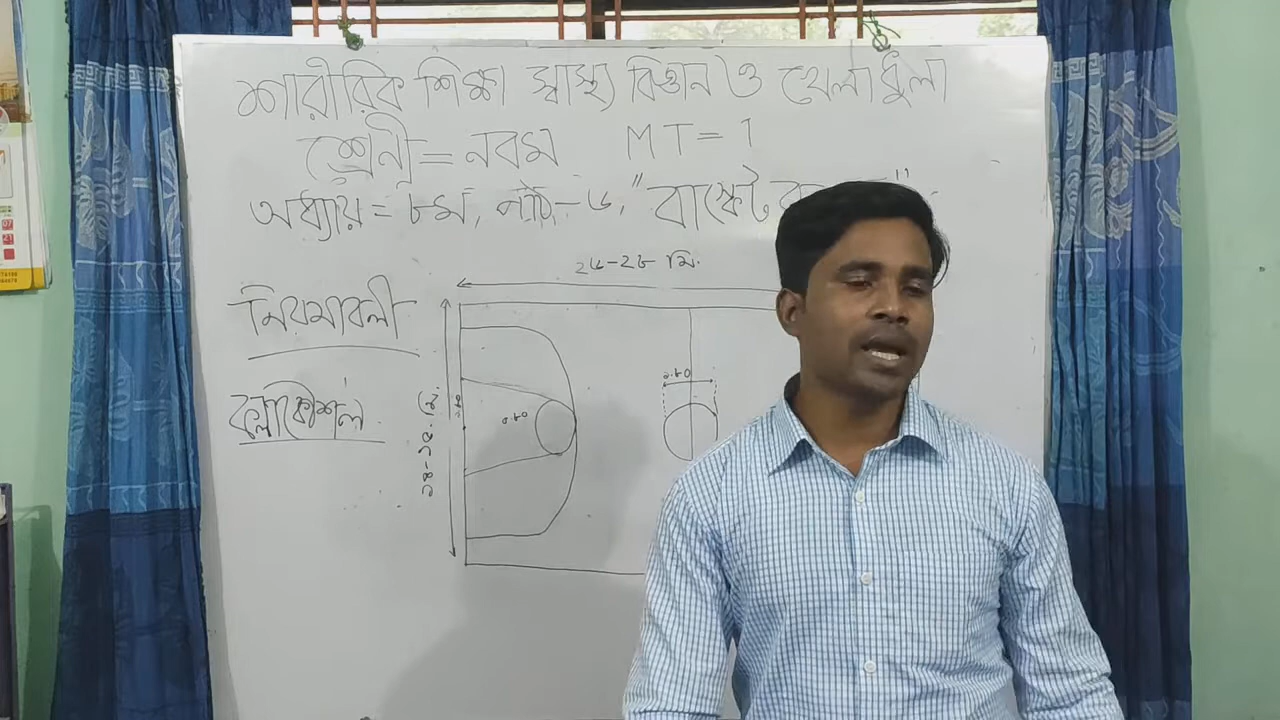 শারীরিক শিক্ষা স্বাস্থ্য বিজ্ঞান ও খেলাধুলা
শ্রেনী = নবম MT = 1
অধ্যায় = ৮ম, পাঠ-৬, "বাস্কেট
২৬-২৮ মি.
নিয়মাবলী
কলাকৌশল